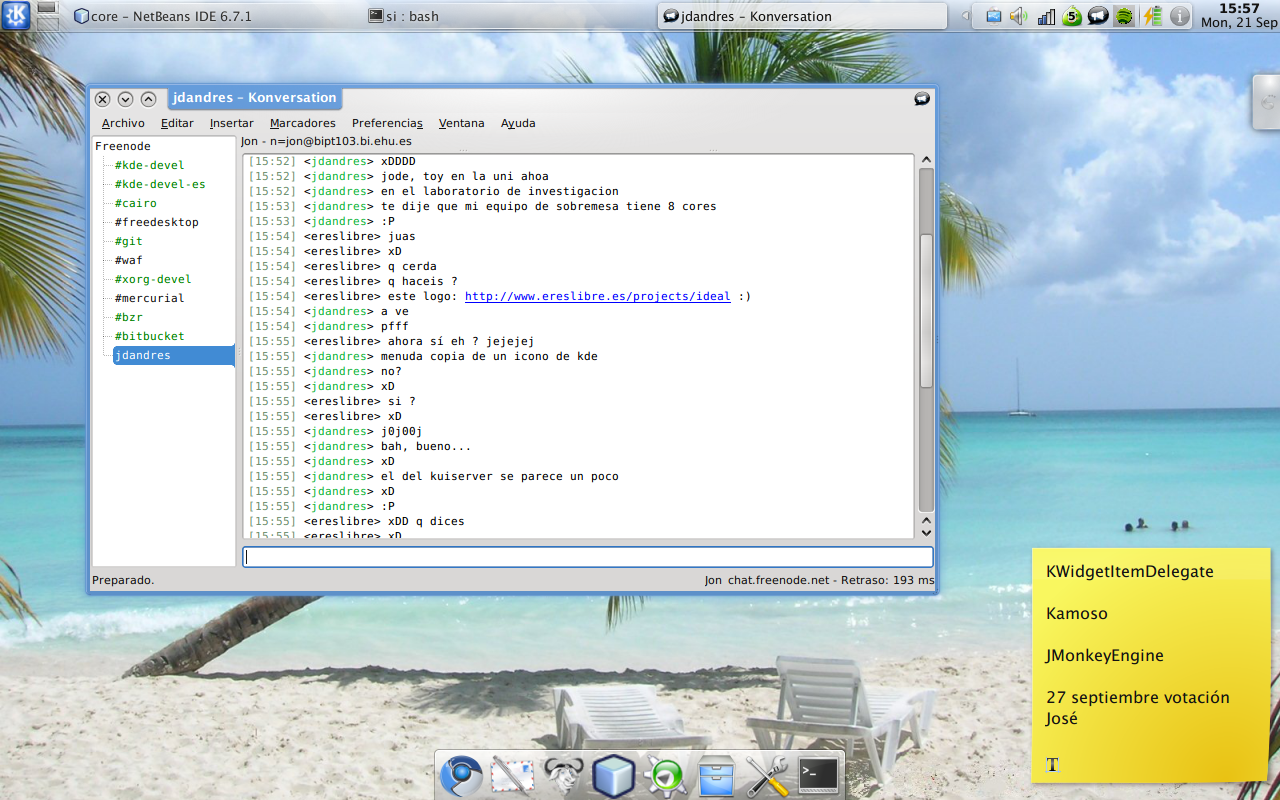 core – NetBeans IDE 6.7.1
si : bash
jdandres – Konversation
5
15:57
Mon, 21 Sep
jdandres – Konversation
Archivo Editar Insertar Marcadores Preferencias Ventana Ayuda
Freenode
#kde-devel
#kde-devel-es
#cairo
#freedesktop
#git
#waf
#xorg-devel
#mercurial
#bzr
#bitbucket
jdandres
Jon - n=jon@bipt103.bi.ehu.es
[15:52] <jdandres> xDDDD
[15:52] <jdandres> jode, toy en la uni ahoa
[15:52] <jdandres> en el laboratorio de investigacion
[15:53] <jdandres> te dije que mi equipo de sobremesa tiene 8 cores
[15:53] <jdandres> :P
[15:54] <ereslibre> juas
[15:54] <ereslibre> xD
[15:54] <ereslibre> q cerda
[15:54] <ereslibre> q haceis ?
[15:54] <ereslibre> este logo: http://www.ereslibre.es/projects/ideal :)
[15:54] <jdandres> a ve
[15:54] <jdandres> pfff
[15:55] <ereslibre> ahora sí eh ? jejejej
[15:55] <jdandres> menuda copia de un icono de kde
[15:55] <jdandres> no?
[15:55] <jdandres> xD
[15:55] <ereslibre> si ?
[15:55] <ereslibre> xD
[15:55] <jdandres> j0j00j
[15:55] <jdandres> bah, bueno...
[15:55] <jdandres> xD
[15:55] <jdandres> el del kuiserver se parece un poco
[15:55] <jdandres> xD
[15:55] <jdandres> :P
[15:55] <ereslibre> xDD q dices
[15:55] <ereslibre> xD
Preparado.
Jon chat.freenode.net - Retraso: 193 ms
KWidgetItemDelegate
Kamoso
JMonkeyEngine
27 septiembre votación
José
T